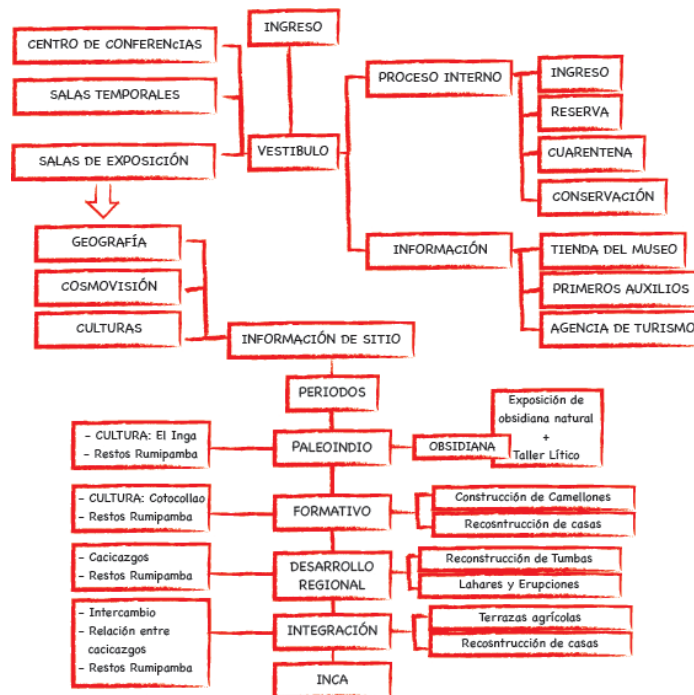 INGRESO
CENTRO DE CONFERENcIAS
SALAS TEMPORALES
SALAS DE EXPOSICIÓN
VESTIBULO
PROCESO INTERNO
INGRESO
RESERVA
CUARENTENA
CONSERVACIÓN
INFORMACIÓN
TIENDA DEL MUSEO
PRIMEROS AUXILIOS
AGENCIA DE TURISMO
GEOGRAFÍA
COSMOVISIÓN
CULTURAS
INFORMACIÓN DE SITIO
PERIODOS
- CULTURA: El Inga
- Restos Rumipamba
PALEOINDIO
OBSIDIANA
Exposición de
obsidiana natural
+
Taller Lítico
- CULTURA: Cotocollao
- Restos Rumipamba
FORMATIVO
Construcción de Camellones
Recosntrucción de casas
- Cacicazgos
- Restos Rumipamba
DESARROLLO
REGIONAL
Reconstrucción de Tumbas
Lahares y Erupciones
- Intercambio
- Relación entre
cacicazgos
- Restos Rumipamba
INTEGRACIÓN
Terrazas agrícolas
Recosntrucción de casas
INCA